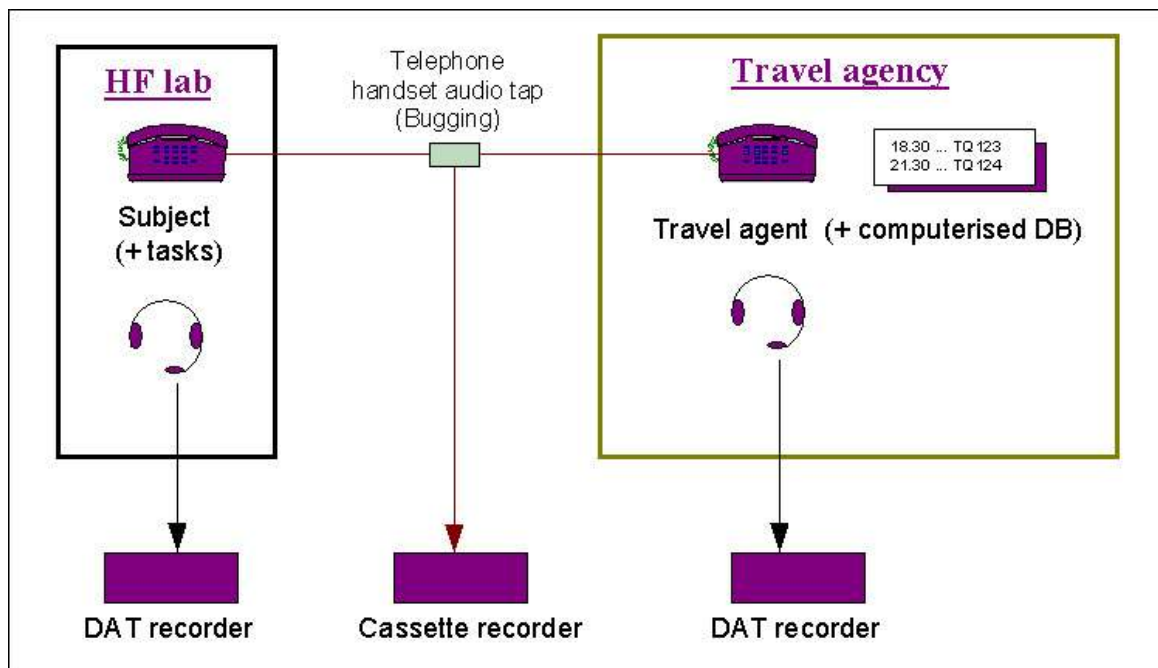 HF lab
Telephone
handset audio tap
(Bugging)
Travel agency
18.30 ... TQ 123
21.30 ... TQ 124
Subject
(+ tasks)
Travel agent (+ computerised DB)
DAT recorder
Cassette recorder
DAT recorder